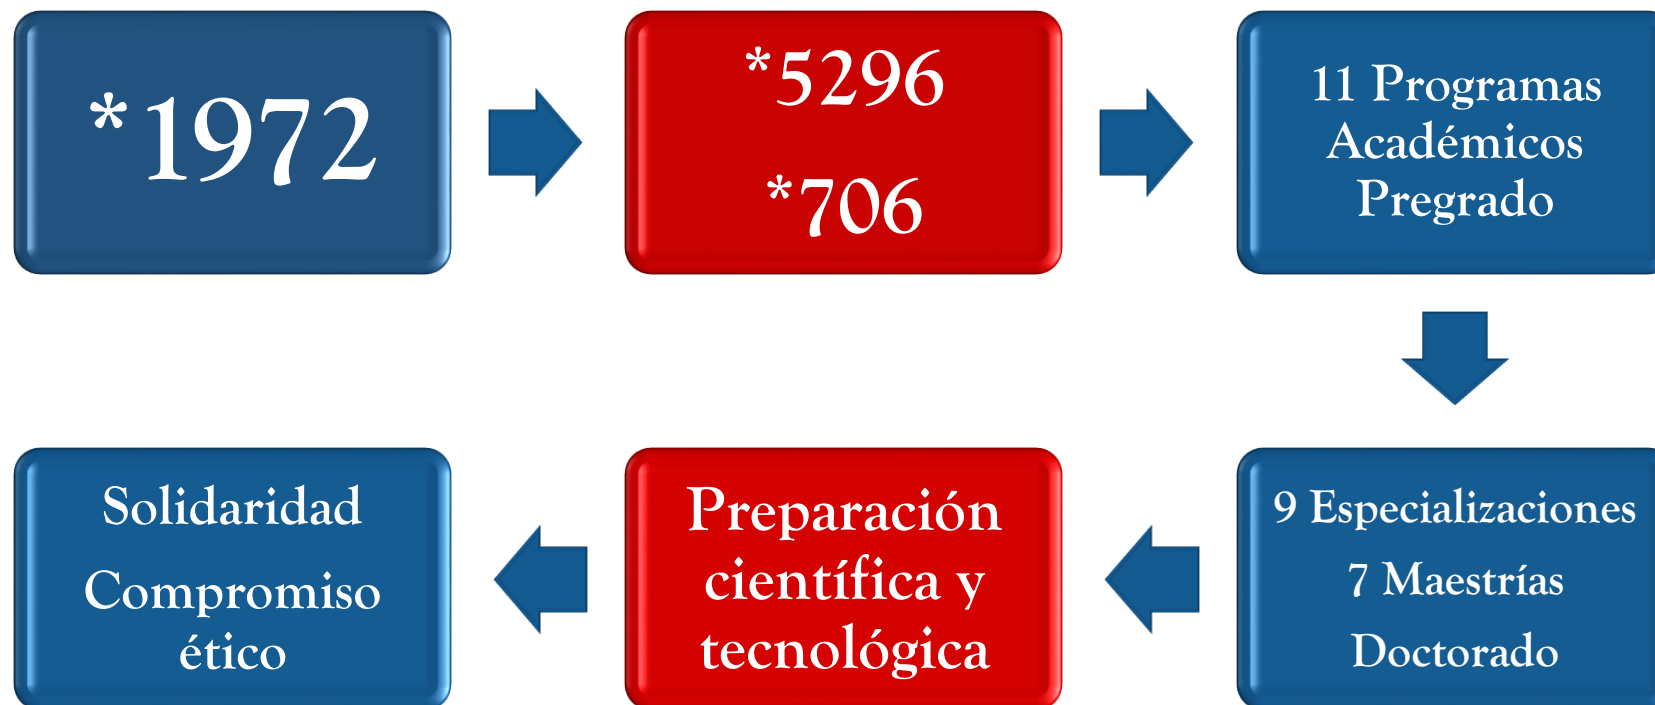 *1972
*5296
*706
11 Programas
Académicos
Pregrado
9 Especializaciones
7 Maestrías
Doctorado
Preparación
científica y
tecnológica
Solidaridad
Compromiso
ético